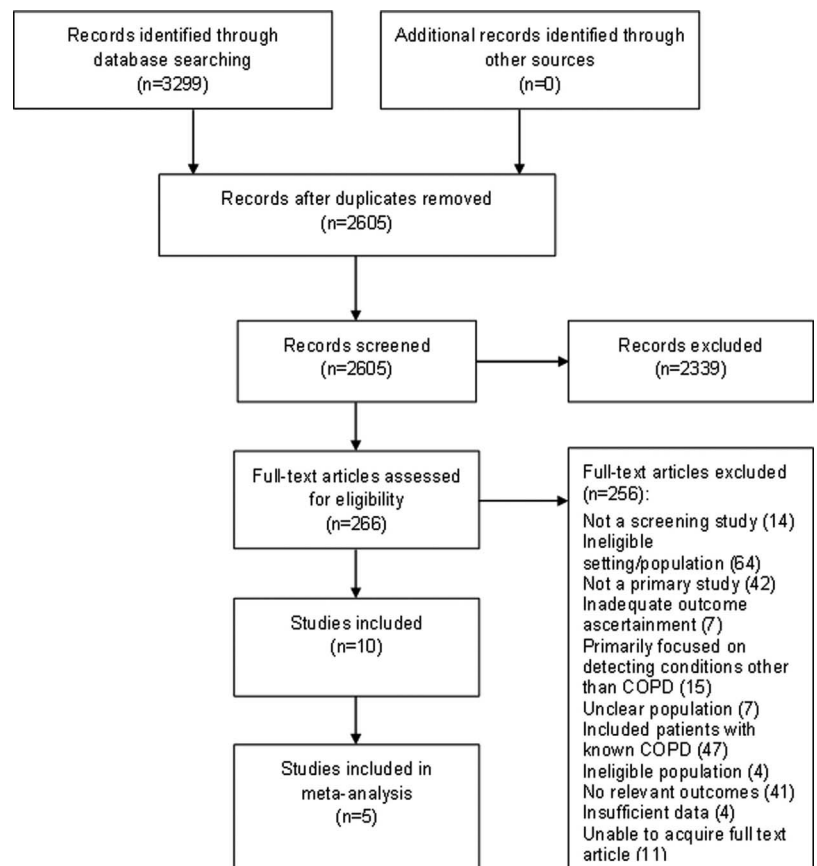 Records identified through
database searching
(n=3299)
Additional records identified through
other sources
(n=0)
Records after duplicates removed
(n=2605)
Records screened
(n=2605)
Records excluded
(n=2339)
Full-text articles assessed
for eligibility
(n=266)
Full-text articles excluded
(n=256):
Not a screening study (14)
Ineligible
setting/population (64)
Not a primary study (42)
Inadequate outcome
ascertainment (7)
Primarily focused on
detecting conditions other
than COPD (15)
Unclear population (7)
Included patients with
known COPD (47)
Ineligible population (4)
No relevant outcomes (41)
Insufficient data (4)
Unable to acquire full text
article (11)
Studies included
(n=10)
Studies included in
meta-analysis
(n=5)